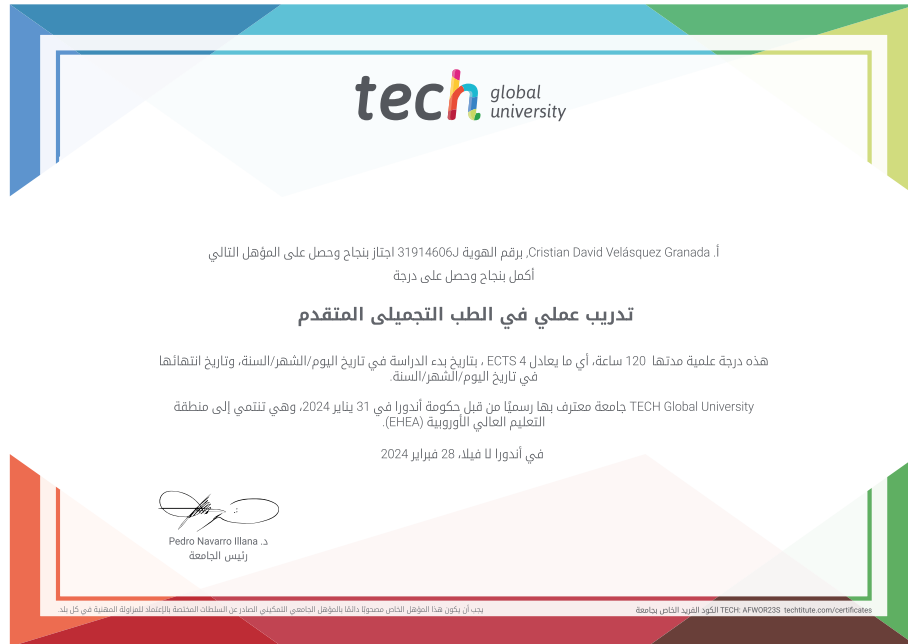 tech global university
أ. Cristian David Velásquez Granada, برقم الهوية 31914606J اجتاز بنجاح وحصل على المؤهل التالي
أكمل بنجاح وحصل على درجة
تدريب عملي في الطب التجميلي المتقدم
هذه درجة علمية مدتها 120 ساعة، أي ما يعادل 4 ECTS ، بتاريخ بدء الدراسة في تاريخ اليوم/الشهر/السنة، وتاريخ انتهائها
في تاريخ اليوم/الشهر/السنة.
TECH Global University جامعة معترف بها رسميًا من قبل حكومة أندورا في 31 يناير 2024، وهي تنتمي إلى منطقة
التعليم العالي الأوروبية (EHEA).
في أندورا لا فيلا، 28 فبراير 2024
د. Pedro Navarro Illana
رئيس الجامعة
يجب أن يكون هذا المؤهل الخاص مصحوبًا دائمًا بالمؤهل الجامعي التمكيني الصادر عن السلطات المختصة بالإعتماد للمزاولة المهنية في كل بلد.
الكود الفريد الخاص بجامعة TECH: AFWOR23S techtitute.com/certificates